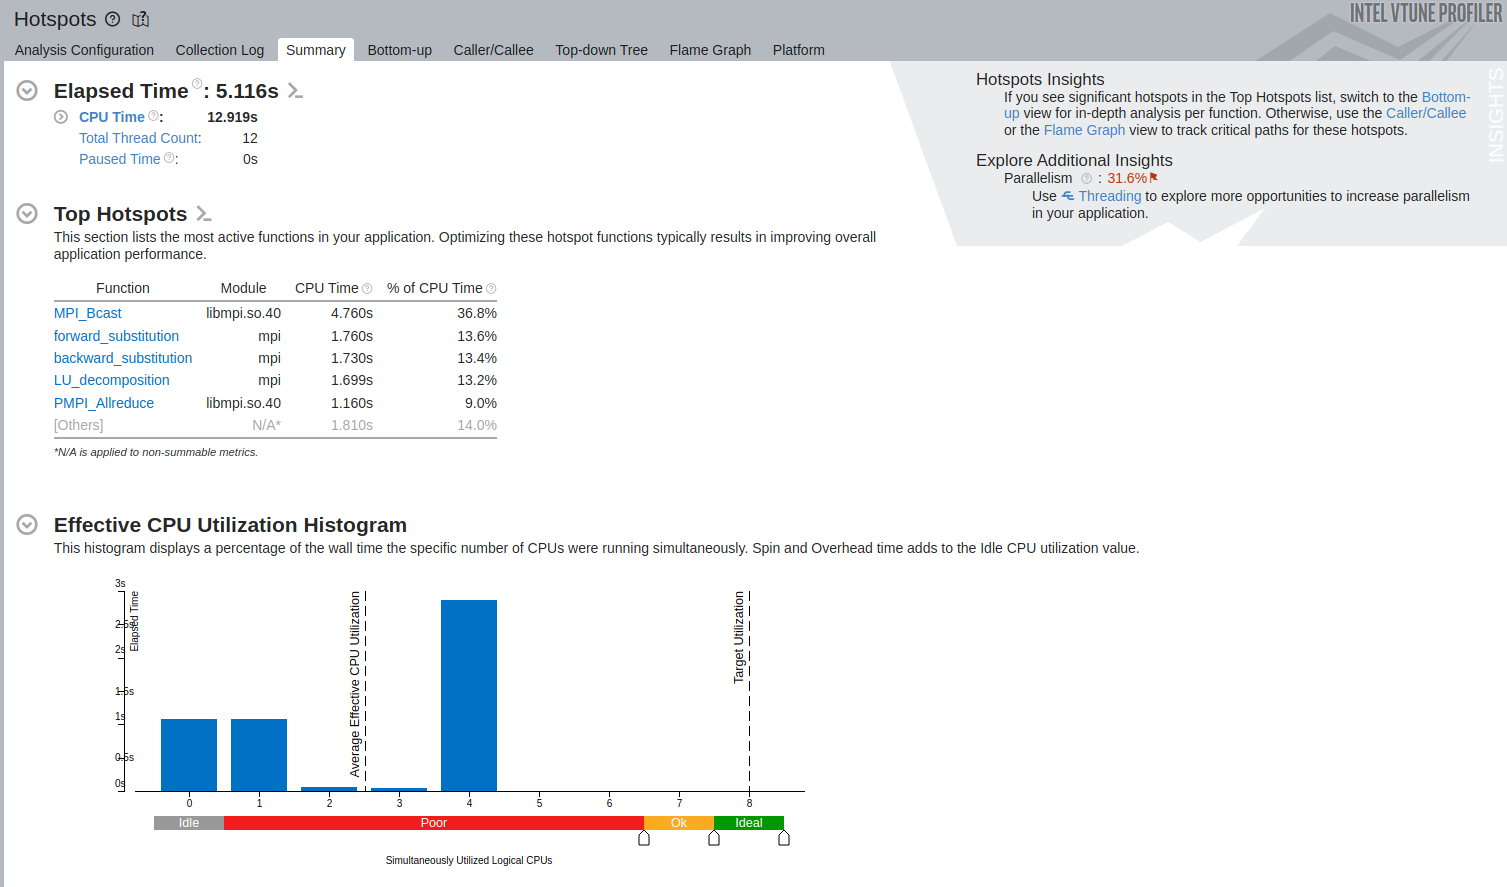 Hotspots
INTEL VTUNE PROFILER
Analysis Configuration Collection Log Summary Bottom-up Caller/Callee Top-down Tree Flame Graph Platform
Elapsed Time : 5.116s
CPU Time : 12.919s
Total Thread Count: 12
Paused Time : 0s
Hotspots Insights
If you see significant hotspots in the Top Hotspots list, switch to the Bottom-
up view for in-depth analysis per function. Otherwise, use the Caller/Callee
or the Flame Graph view to track critical paths for these hotspots.
Explore Additional Insights
Parallelism : 31.6%
Use Threading to explore more opportunities to increase parallelism
in your application.
INSIGHTS
Top Hotspots
This section lists the most active functions in your application. Optimizing these hotspot functions typically results in improving overall
application performance.
Function Module CPU Time % of CPU Time
MPI_Bcast libmpi.so.40 4.760s 36.8%
forward_substitution mpi 1.760s 13.6%
backward_substitution mpi 1.730s 13.4%
LU_decomposition mpi 1.699s 13.2%
PMPI_Allreduce libmpi.so.40 1.160s 9.0%
[Others] N/A* 1.810s 14.0%
*N/A is applied to non-summable metrics.
Effective CPU Utilization Histogram
This histogram displays a percentage of the wall time the specific number of CPUs were running simultaneously. Spin and Overhead time adds to the Idle CPU utilization value.
3s
2.5s
2s
1.5s
1s
0.5s
0s
Elapsed Time
Average Effective CPU Utilization
Target Utilization
0 1 2 3 4 5 6 7 8
Idle Poor Ok Ideal
Simultaneously Utilized Logical CPUs